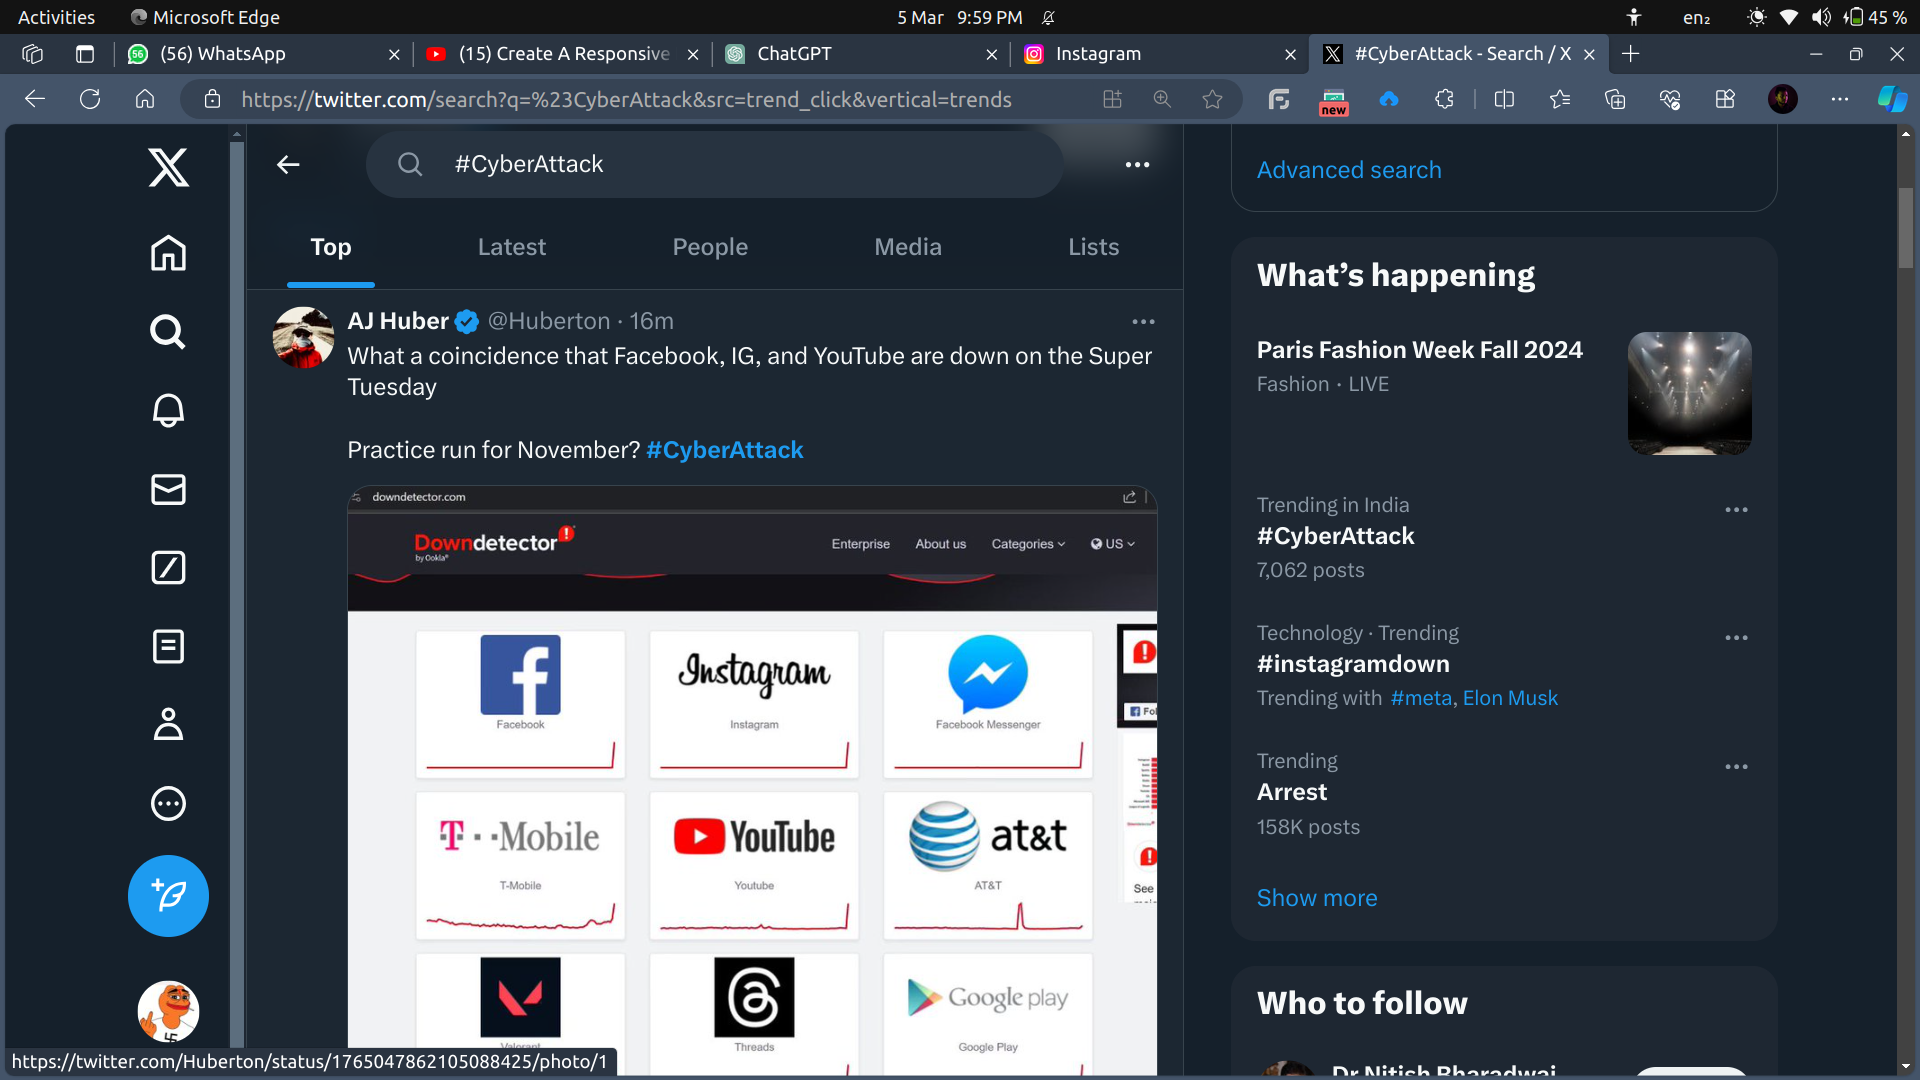 Activities
Microsoft Edge
5 Mar 9:59 PM
en₂
45 %
(56) WhatsApp
(15) Create A Responsive
ChatGPT
Instagram
#CyberAttack - Search / X
https://twitter.com/search?q=%23CyberAttack&src=trend_click&vertical=trends
new
#CyberAttack
Top
Latest
People
Media
Lists
AJ Huber @Huberton · 16m
What a coincidence that Facebook, IG, and YouTube are down on the Super
Tuesday
Practice run for November? #CyberAttack
downdetector.com
Downdetector
by Ookla
Enterprise
About us
Categories
US
Facebook
Instagram
Instagram
Facebook Messenger
T··Mobile
T-Mobile
YouTube
Youtube
at&t
AT&T
See
Valorant
Threads
Google play
Google Play
https://twitter.com/Huberton/status/1765047862105088425/photo/1
Advanced search
What’s happening
Paris Fashion Week Fall 2024
Fashion · LIVE
Trending in India
#CyberAttack
7,062 posts
Technology · Trending
#instagramdown
Trending with #meta, Elon Musk
Trending
Arrest
158K posts
Show more
Who to follow
Dr Nitish Bharadwaj